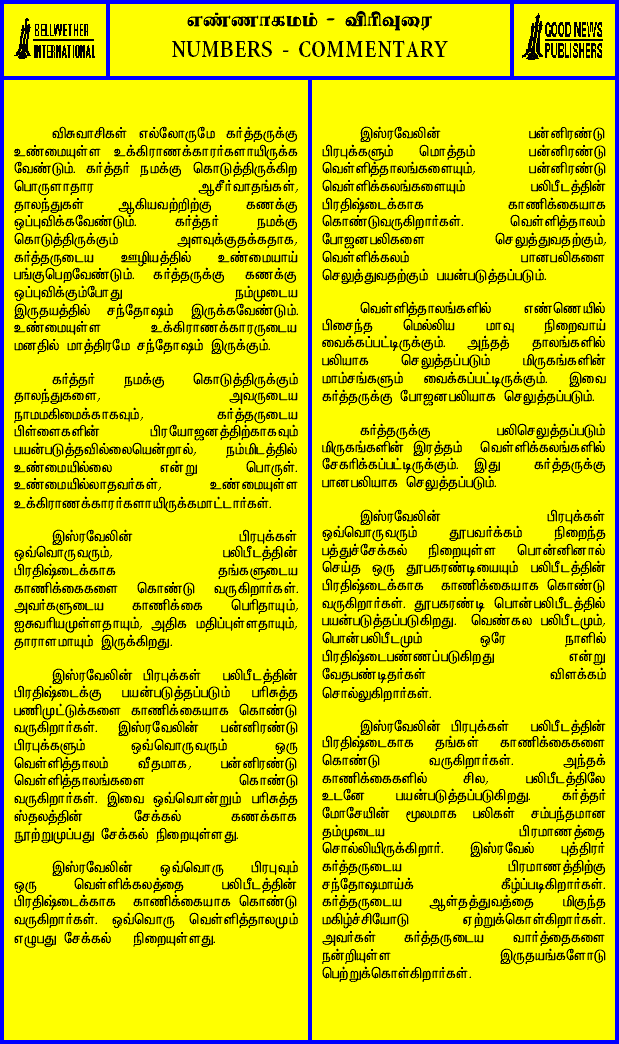 BELLWETHER
INTERNATIONAL
எண்ணாகமம் - விரிவுரை
NUMBERS - COMMENTARY
GOOD NEWS
PUBLISHERS
விசுவாசிகள் எல்லோருமே கர்த்தருக்கு
உண்மையுள்ள உக்கிராணக்காரர்களாயிருக்க
வேண்டும். கர்த்தர் நமக்கு கொடுத்திருக்கிற
பொருளாதார ஆசீர்வாதங்கள்,
தாலந்துகள் ஆகியவற்றிற்கு கணக்கு
ஒப்புவிக்கவேண்டும். கர்த்தர் நமக்கு
கொடுத்திருக்கும் அளவுக்குதக்கதாக,
கர்த்தருடைய ஊழியத்தில் உண்மையாய்
பங்குபெறவேண்டும். கர்த்தருக்கு கணக்கு
ஒப்புவிக்கும்போது நம்முடைய
இருதயத்தில் சந்தோஷம் இருக்கவேண்டும்.
உண்மையுள்ள உக்கிராணக்காரருடைய
மனதில் மாத்திரமே சந்தோஷம் இருக்கும்.
கர்த்தர் நமக்கு கொடுத்திருக்கும்
தாலந்துகளை, அவருடைய
நாமமகிமைக்காகவும், கர்த்தருடைய
பிள்ளைகளின் பிரயோஜனத்திற்காகவும்
பயன்படுத்தவில்லையென்றால், நம்மிடத்தில்
உண்மையில்லை என்று பொருள்.
உண்மையில்லாதவர்கள், உண்மையுள்ள
உக்கிராணக்காரர்களாயிருக்கமாட்டார்கள்.
இஸ்ரவேலின் பிரபுக்கள்
ஒவ்வொருவரும், பலிபீடத்தின்
பிரதிஷ்டைக்காக தங்களுடைய
காணிக்கைகளை கொண்டு வருகிறார்கள்.
அவர்களுடைய காணிக்கை பெரிதாயும்,
ஐசுவரியமுள்ளதாயும், அதிக மதிப்புள்ளதாயும்,
தாராளமாயும் இருக்கிறது.
இஸ்ரவேலின் பிரபுக்கள் பலிபீடத்தின்
பிரதிஷ்டைக்கு பயன்படுத்தப்படும் பரிசுத்த
பணிமுட்டுக்களை காணிக்கையாக கொண்டு
வருகிறார்கள். இஸ்ரவேலின் பன்னிரண்டு
பிரபுக்களும் ஒவ்வொருவரும் ஒரு
வெள்ளித்தாலம் வீதமாக, பன்னிரண்டு
வெள்ளித்தாலங்களை கொண்டு
வருகிறார்கள். இவை ஒவ்வொன்றும் பரிசுத்த
ஸ்தலத்தின் சேக்கல் கணக்காக
நூற்றுமுப்பது சேக்கல் நிறையுள்ளது.
இஸ்ரவேலின் ஒவ்வொரு பிரபுவும்
ஒரு வெள்ளிக்கலத்தை பலிபீடத்தின்
பிரதிஷ்டைக்காக காணிக்கையாக கொண்டு
வருகிறார்கள். ஒவ்வொரு வெள்ளித்தாலமும்
எழுபது சேக்கல் நிறையுள்ளது.
இஸ்ரவேலின் பன்னிரண்டு
பிரபுக்களும் மொத்தம் பன்னிரண்டு
வெள்ளித்தாலங்களையும், பன்னிரண்டு
வெள்ளிக்கலங்களையும் பலிபீடத்தின்
பிரதிஷ்டைக்காக காணிக்கையாக
கொண்டுவருகிறார்கள். வெள்ளித்தாலம்
போஜனபலிகளை செலுத்துவதற்கும்,
வெள்ளிக்கலம் பானபலிகளை
செலுத்துவதற்கும் பயன்படுத்தப்படும்.
வெள்ளித்தாலங்களில் எண்ணெயில்
பிசைந்த மெல்லிய மாவு நிறைவாய்
வைக்கப்பட்டிருக்கும். அந்தத் தாலங்களில்
பலியாக செலுத்தப்படும் மிருகங்களின்
மாம்சங்களும் வைக்கப்பட்டிருக்கும். இவை
கர்த்தருக்கு போஜனபலியாக செலுத்தப்படும்.
கர்த்தருக்கு பலிசெலுத்தப்படும்
மிருகங்களின் இரத்தம் வெள்ளிக்கலங்களில்
சேகரிக்கப்பட்டிருக்கும். இது கர்த்தருக்கு
பானபலியாக செலுத்தப்படும்.
இஸ்ரவேலின் பிரபுக்கள்
ஒவ்வொருவரும் தூபவர்க்கம் நிறைந்த
பத்துச்சேக்கல் நிறையுள்ள பொன்னினால்
செய்த ஒரு தூபகரண்டியையும் பலிபீடத்தின்
பிரதிஷ்டைக்காக காணிக்கையாக கொண்டு
வருகிறார்கள். தூபகரண்டி பொன்பலிபீடத்தில்
பயன்படுத்தப்படுகிறது. வெண்கல பலிபீடமும்,
பொன்பலிபீடமும் ஒரே நாளில்
பிரதிஷ்டைபண்ணப்படுகிறது என்று
வேதபண்டிதர்கள் விளக்கம்
சொல்லுகிறார்கள்.
இஸ்ரவேலின் பிரபுக்கள் பலிபீடத்தின்
பிரதிஷ்டைகாக தங்கள் காணிக்கைகளை
கொண்டு வருகிறார்கள். அந்தக்
காணிக்கைகளில் சில, பலிபீடத்திலே
உடனே பயன்படுத்தப்படுகிறது. கர்த்தர்
மோசேயின் மூலமாக பலிகள் சம்பந்தமான
தம்முடைய பிரமாணத்தை
சொல்லியிருக்கிறார். இஸ்ரவேல் புத்திரர்
கர்த்தருடைய பிரமாணத்திற்கு
சந்தோஷமாய்க் கீழ்ப்படிகிறார்கள்.
கர்த்தருடைய ஆள்தத்துவத்தை மிகுந்த
மகிழ்ச்சியோடு ஏற்றுக்கொள்கிறார்கள்.
அவர்கள் கர்த்தருடைய வார்த்தைகளை
நன்றியுள்ள இருதயங்களோடு
பெற்றுக்கொள்கிறார்கள்.